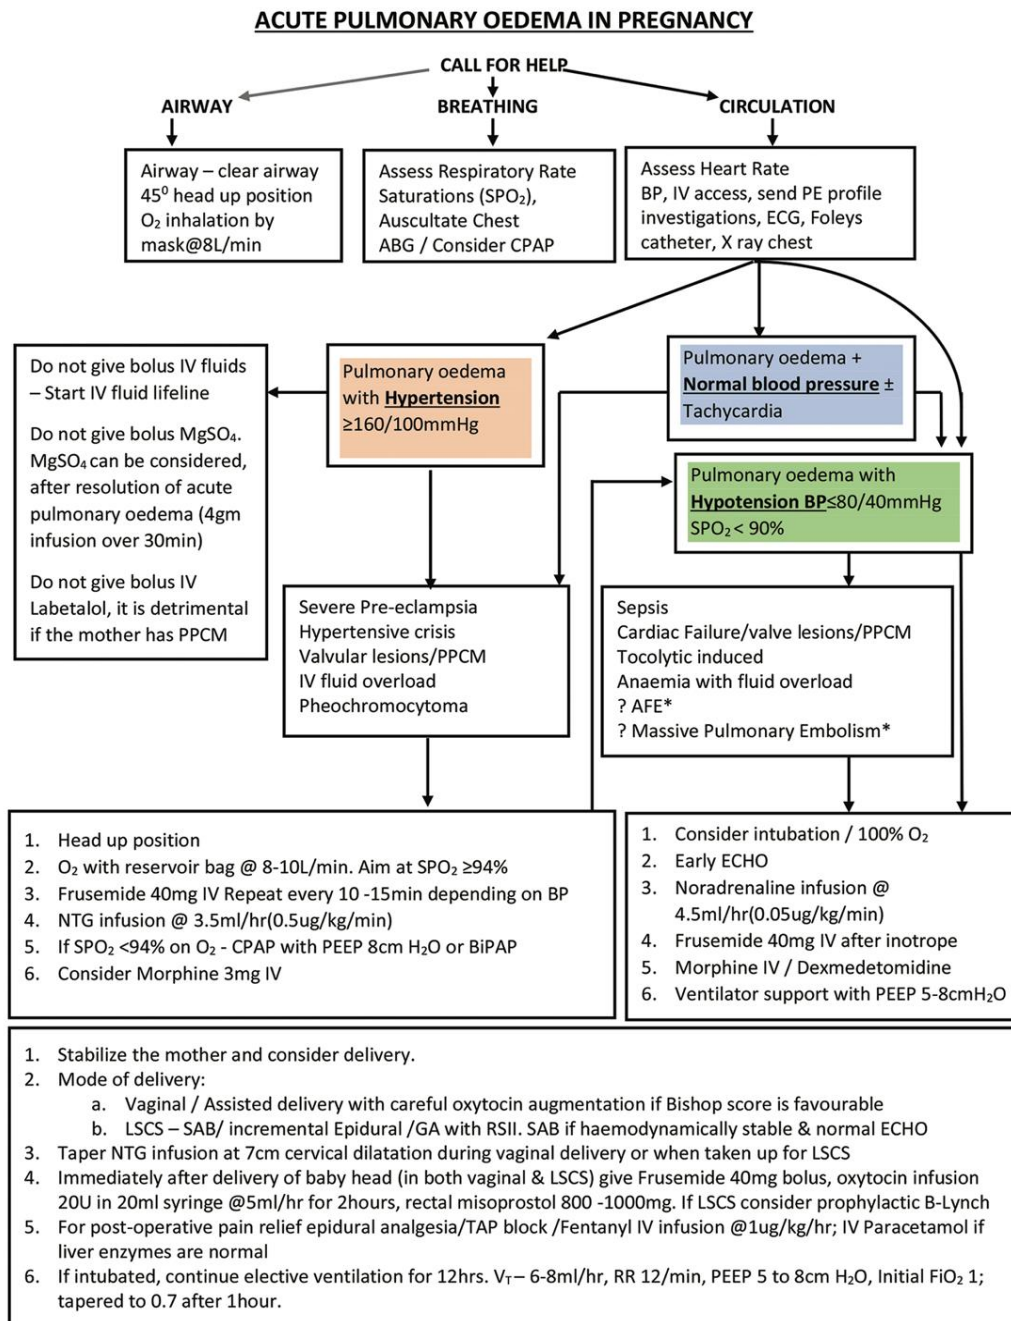 ACUTE PULMONARY OEDEMA IN PREGNANCY
CALL FOR HELP
AIRWAY
BREATHING
CIRCULATION
Airway – clear airway
45⁰ head up position
O₂ inhalation by
mask@8L/min
Assess Respiratory Rate
Saturations (SPO₂),
Auscultate Chest
ABG / Consider CPAP
Assess Heart Rate
BP, IV access, send PE profile
investigations, ECG, Foleys
catheter, X ray chest
Do not give bolus IV fluids
– Start IV fluid lifeline
Do not give bolus MgSO₄.
MgSO₄ can be considered,
after resolution of acute
pulmonary oedema (4gm
infusion over 30min)
Do not give bolus IV
Labetalol, it is detrimental
if the mother has PPCM
Pulmonary oedema
with Hypertension
≥160/100mmHg
Pulmonary oedema +
Normal blood pressure ±
Tachycardia
Pulmonary oedema with
Hypotension BP≤80/40mmHg
SPO₂ < 90%
Severe Pre-eclampsia
Hypertensive crisis
Valvular lesions/PPCM
IV fluid overload
Pheochromocytoma
Sepsis
Cardiac Failure/valve lesions/PPCM
Tocolytic induced
Anaemia with fluid overload
? AFE*
? Massive Pulmonary Embolism*
1. Head up position
2. O₂ with reservoir bag @ 8-10L/min. Aim at SPO₂ ≥94%
3. Frusemide 40mg IV Repeat every 10 -15min depending on BP
4. NTG infusion @ 3.5ml/hr(0.5ug/kg/min)
5. If SPO₂ <94% on O₂ - CPAP with PEEP 8cm H₂O or BiPAP
6. Consider Morphine 3mg IV
1. Consider intubation / 100% O₂
2. Early ECHO
3. Noradrenaline infusion @
4.5ml/hr(0.05ug/kg/min)
4. Frusemide 40mg IV after inotrope
5. Morphine IV / Dexmedetomidine
6. Ventilator support with PEEP 5-8cmH₂O
1. Stabilize the mother and consider delivery.
2. Mode of delivery:
a. Vaginal / Assisted delivery with careful oxytocin augmentation if Bishop score is favourable
b. LSCS – SAB/ incremental Epidural /GA with RSII. SAB if haemodynamically stable & normal ECHO
3. Taper NTG infusion at 7cm cervical dilatation during vaginal delivery or when taken up for LSCS
4. Immediately after delivery of baby head (in both vaginal & LSCS) give Frusemide 40mg bolus, oxytocin infusion
20U in 20ml syringe @5ml/hr for 2hours, rectal misoprostol 800 -1000mg. If LSCS consider prophylactic B-Lynch
5. For post-operative pain relief epidural analgesia/TAP block /Fentanyl IV infusion @1ug/kg/hr; IV Paracetamol if
liver enzymes are normal
6. If intubated, continue elective ventilation for 12hrs. V<sub>T</sub> – 6-8ml/hr, RR 12/min, PEEP 5 to 8cm H₂O, Initial FiO₂ 1;
tapered to 0.7 after 1hour.